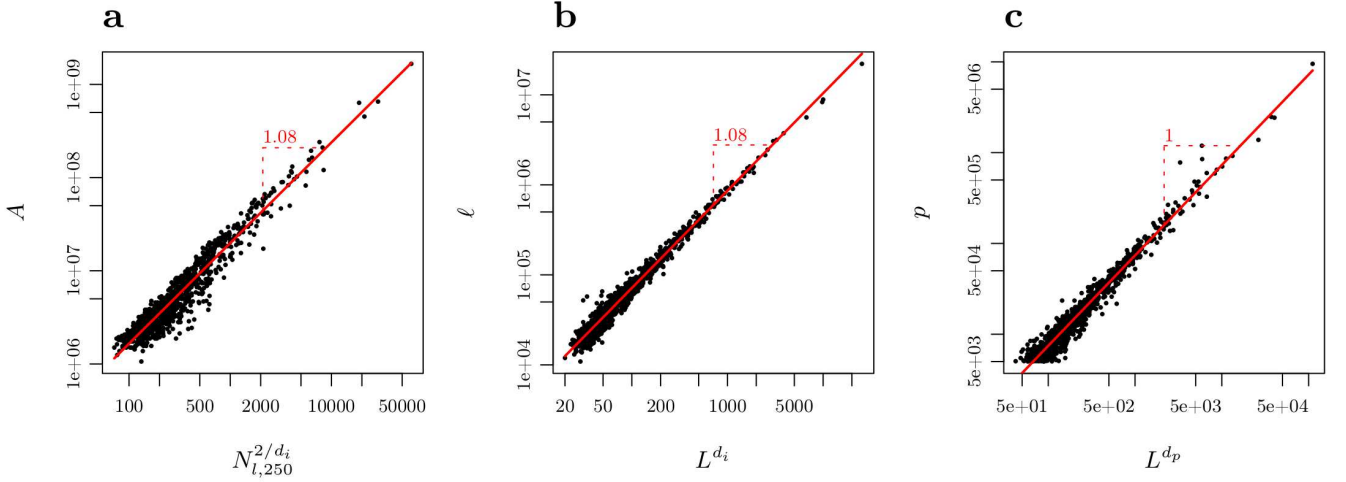 a
A
1e+09
1e+08
1e+07
1e+06
1.08
100 500 2000 10000 50000
N_{l,250}^{2/d_i}
b
ℓ
1e+07
1e+06
1e+05
1e+04
1.08
20 50 200 1000 5000
L^{d_i}
c
p
5e+06
5e+05
5e+04
5e+03
1
5e+01 5e+02 5e+03 5e+04
L^{d_p}